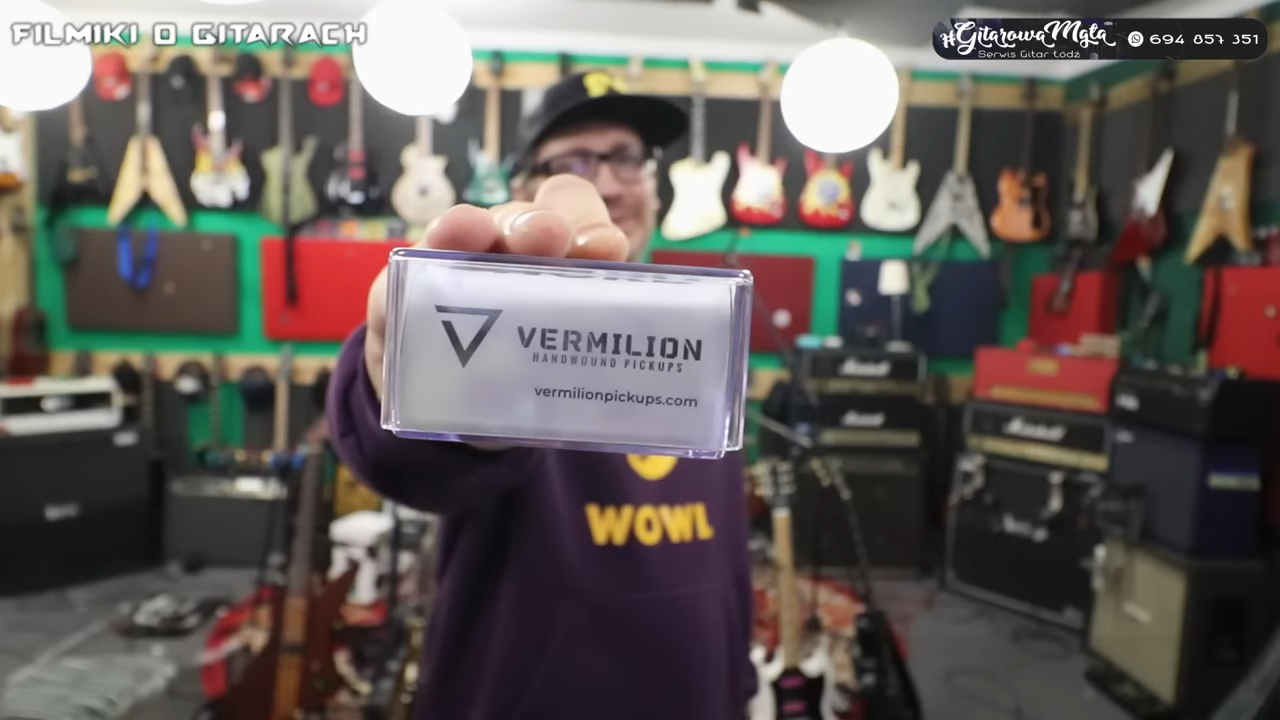 FILMIKI O GITARACH
#GitarowaMgła
Serwis Gitar Łódź
694 857 351
VERMILION
HANDWOUND PICKUPS
vermilionpickups.com
WOWL
Marshall
Marshall
Marshall